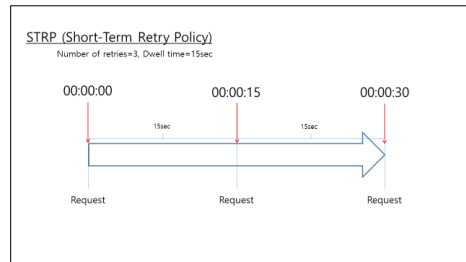 STRP (Short-Term Retry Policy)
Number of retries=3, Dwell time=15sec
00:00:00 00:00:15 00:00:30
15sec 15sec
Request Request Request